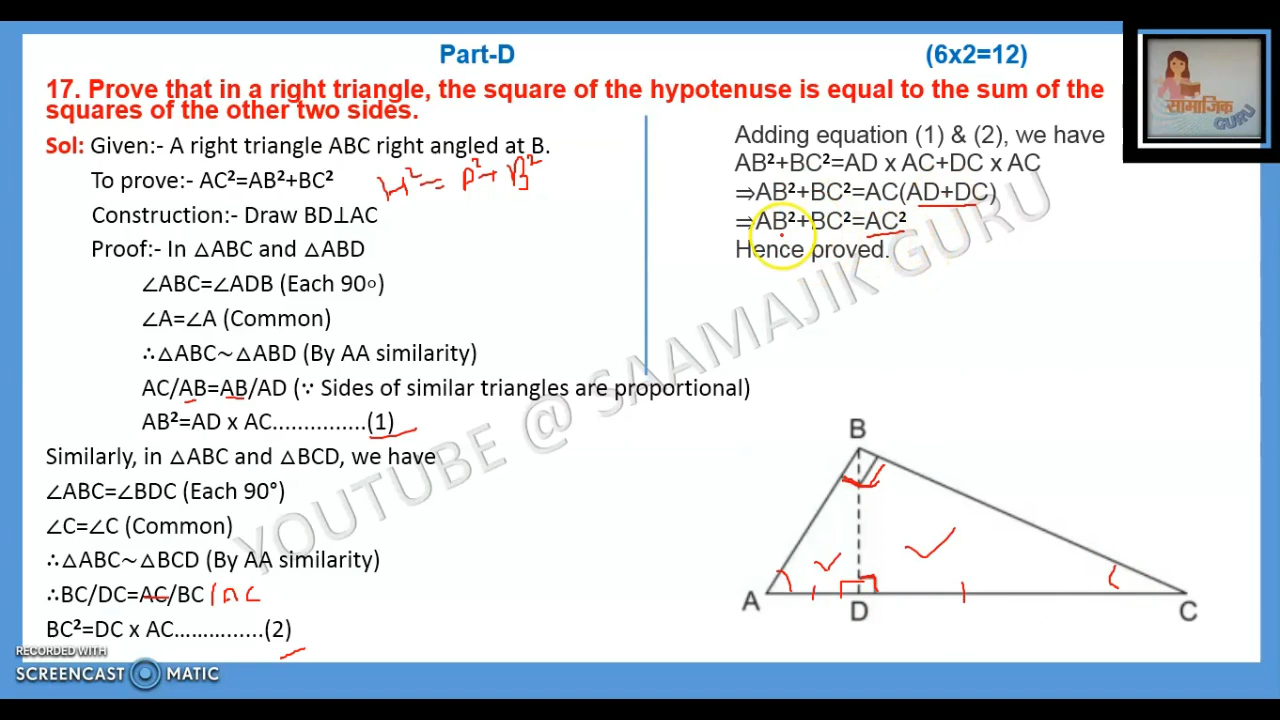 Part-D
(6x2=12)
17. Prove that in a right triangle, the square of the hypotenuse is equal to the sum of the
squares of the other two sides.
Sol: Given:- A right triangle ABC right angled at B.
To prove:- AC²=AB²+BC² H²=P²+B²
Construction:- Draw BD⊥AC
Proof:- In △ABC and △ABD
∠ABC=∠ADB (Each 90○)
∠A=∠A (Common)
∴△ABC~△ABD (By AA similarity)
AC/AB=AB/AD (∵ Sides of similar triangles are proportional)
AB²=AD x AC................(1)
Similarly, in △ABC and △BCD, we have
∠ABC=∠BDC (Each 90°)
∠C=∠C (Common)
∴△ABC~△BCD (By AA similarity)
∴BC/DC=AC/BC
BC²=DC x AC...............(2)
Adding equation (1) & (2), we have
AB²+BC²=AD x AC+DC x AC
⇒AB²+BC²=AC(AD+DC)
⇒AB²+BC²=AC²
Hence proved.
B
A
D
C
सामाजिक
GURU
YOUTUBE @ SAAMAJIK GURU
RECORDED WITH
SCREENCAST MATIC